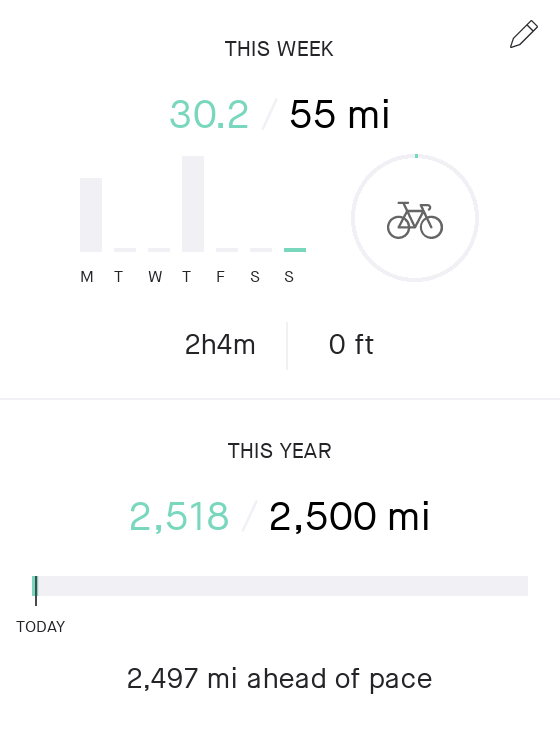 THIS WEEK
30.2 / 55 mi
M T W T F S S
2h4m 0 ft
THIS YEAR
2,518 / 2,500 mi
TODAY
2,497 mi ahead of pace